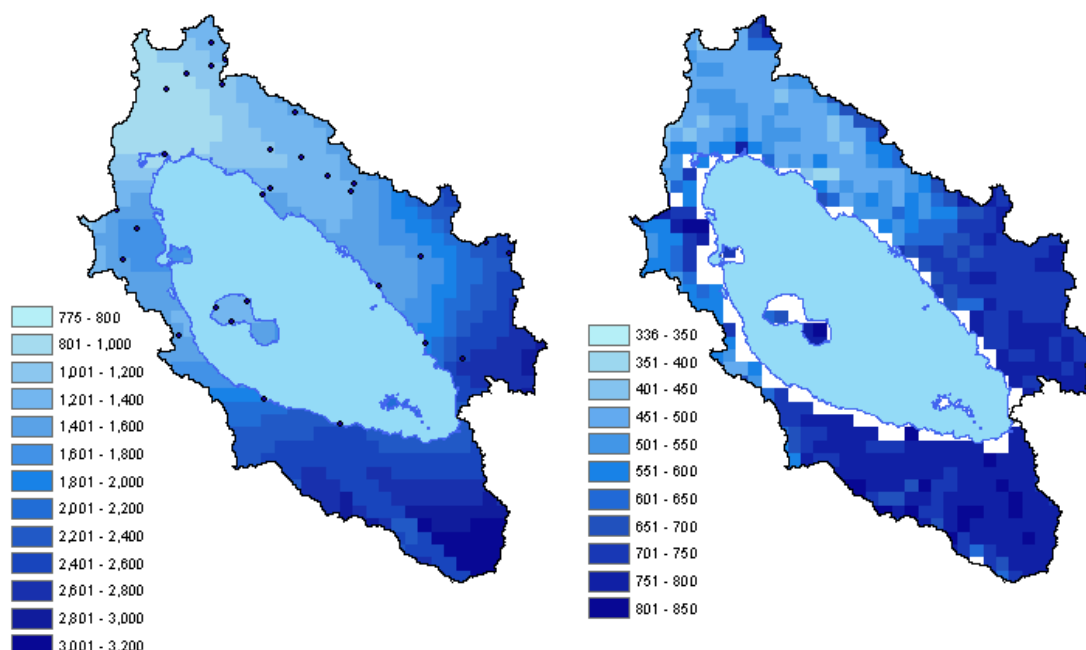 775 - 800
801 - 1,000
1,001 - 1,200
1,201 - 1,400
1,401 - 1,600
1,601 - 1,800
1,801 - 2,000
2,001 - 2,200
2,201 - 2,400
2,401 - 2,600
2,601 - 2,800
2,801 - 3,000
3,001 - 3,200
336 - 350
351 - 400
401 - 450
451 - 500
501 - 550
551 - 600
601 - 650
651 - 700
701 - 750
751 - 800
801 - 850